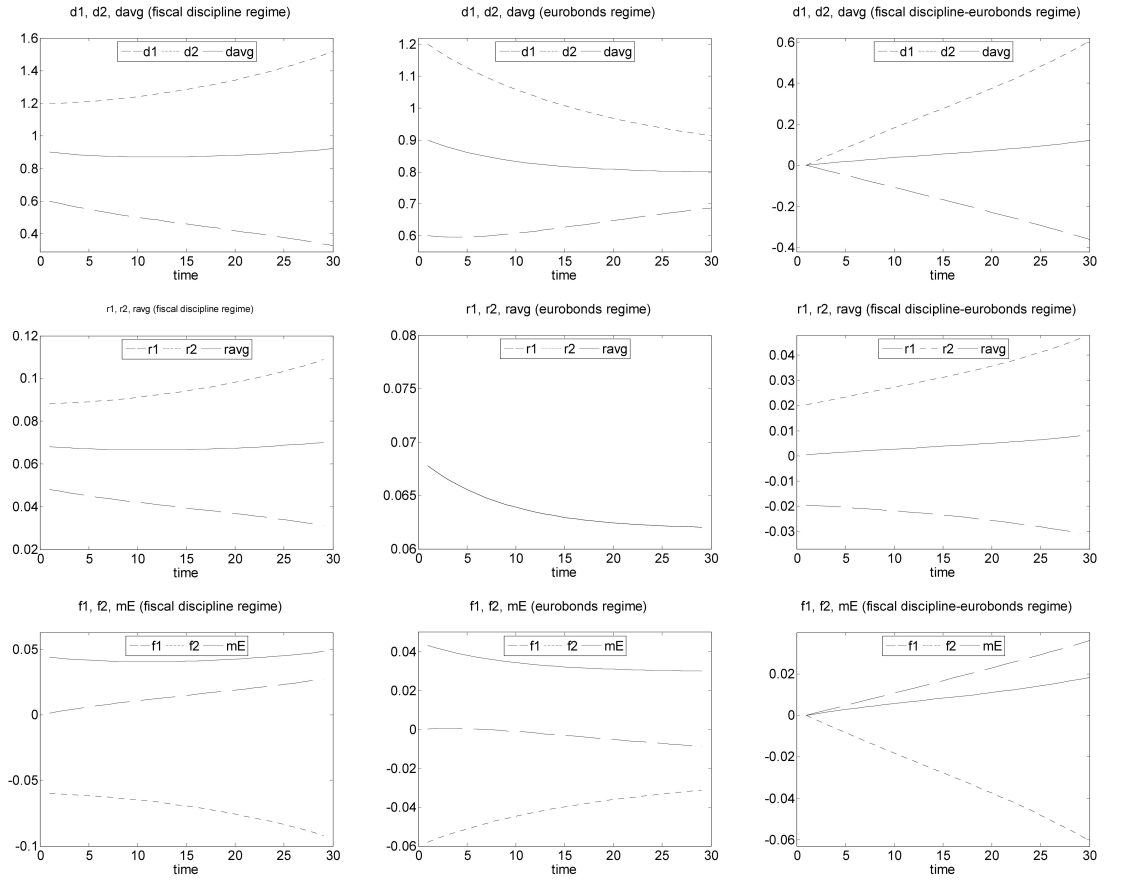 d1, d2, davg (fiscal discipline regime)
d1 d2 davg
1.6
1.4
1.2
1
0.8
0.6
0.4
0 5 10 15 20 25 30
time
d1, d2, davg (eurobonds regime)
d1 d2 davg
1.2
1.1
1
0.9
0.8
0.7
0.6
0 5 10 15 20 25 30
time
d1, d2, davg (fiscal discipline-eurobonds regime)
d1 d2 davg
0.6
0.4
0.2
0
-0.2
-0.4
0 5 10 15 20 25 30
time
r1, r2, ravg (fiscal discipline regime)
r1 r2 ravg
0.12
0.1
0.08
0.06
0.04
0.02
0 5 10 15 20 25 30
time
r1, r2, ravg (eurobonds regime)
r1 r2 ravg
0.08
0.075
0.07
0.065
0.06
0 5 10 15 20 25 30
time
r1, r2, ravg (fiscal discipline-eurobonds regime)
r1 r2 ravg
0.04
0.03
0.02
0.01
0
-0.01
-0.02
-0.03
0 5 10 15 20 25 30
time
f1, f2, mE (fiscal discipline regime)
f1 f2 mE
0.05
0
-0.05
-0.1
0 5 10 15 20 25 30
time
f1, f2, mE (eurobonds regime)
f1 f2 mE
0.04
0.02
0
-0.02
-0.04
-0.06
0 5 10 15 20 25 30
time
f1, f2, mE (fiscal discipline-eurobonds regime)
f1 f2 mE
0.02
0
-0.02
-0.04
-0.06
0 5 10 15 20 25 30
time